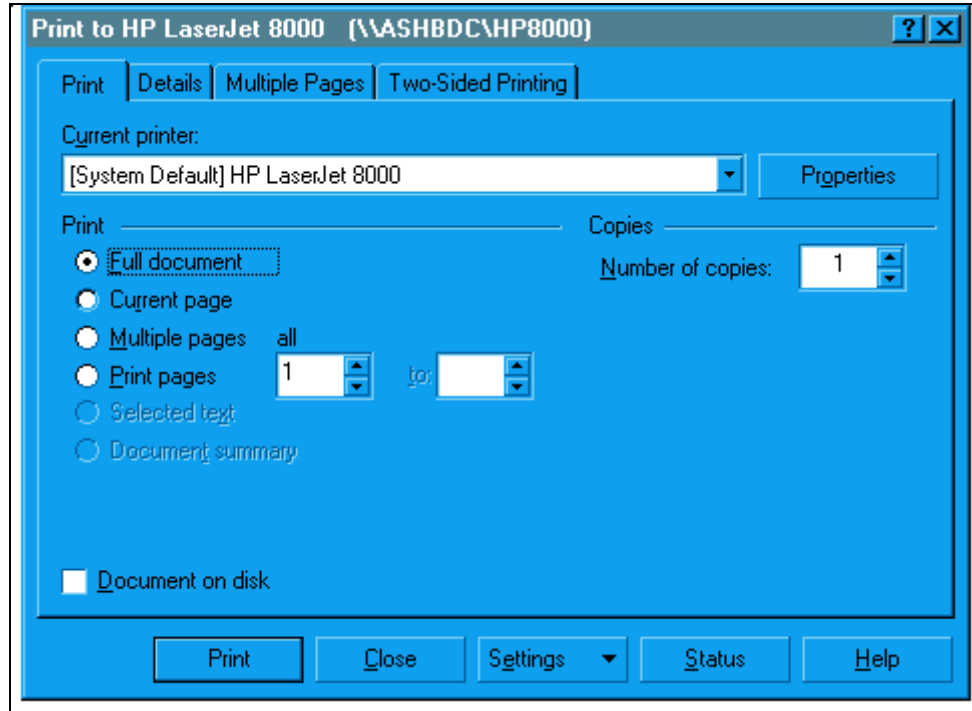 Print to HP LaserJet 8000 (\\ASHBDC\HP8000)
Print Details Multiple Pages Two-Sided Printing
Current printer:
[System Default] HP LaserJet 8000 Properties
Print Copies
Full document Number of copies: 1
Current page
Multiple pages all
Print pages 1 to:
Selected text
Document summary
Document on disk
Print Close Settings Status Help